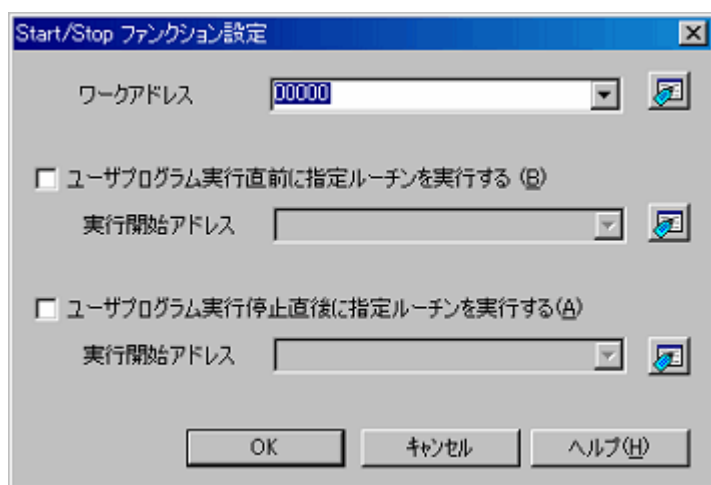 Start/Stop ファンクション設定
ワークアドレス 00000
ユーザプログラム実行直前に指定ルーチンを実行する (B)
実行開始アドレス
ユーザプログラム実行停止直後に指定ルーチンを実行する(A)
実行開始アドレス
OK キャンセル ヘルプ(H)